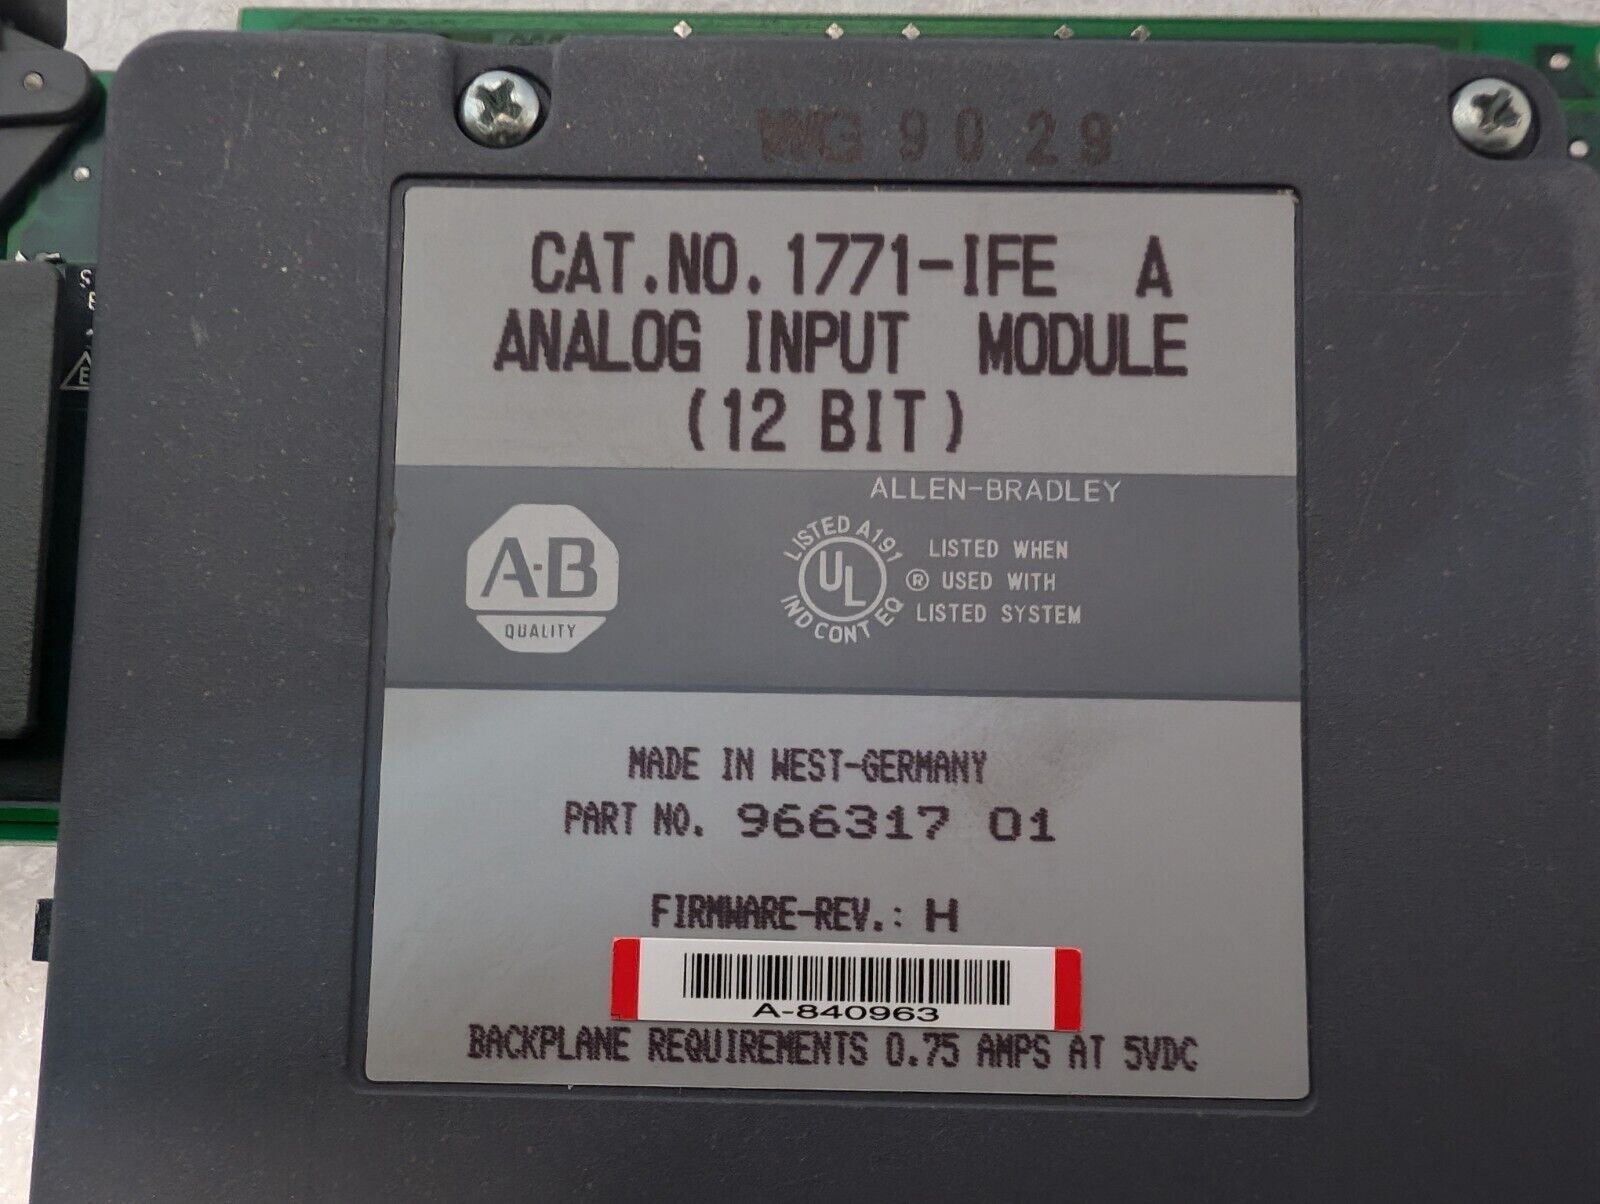 WG 9029
CAT.NO. 1771-IFE A
ANALOG INPUT MODULE
(12 BIT)
ALLEN-BRADLEY
A-B
QUALITY
LISTED A191
UL
IND CONT EQ
®
LISTED WHEN
USED WITH
LISTED SYSTEM
MADE IN WEST-GERMANY
PART NO. 966317 01
FIRMWARE-REV.: H
A-840963
BACKPLANE REQUIREMENTS 0.75 AMPS AT 5VDC